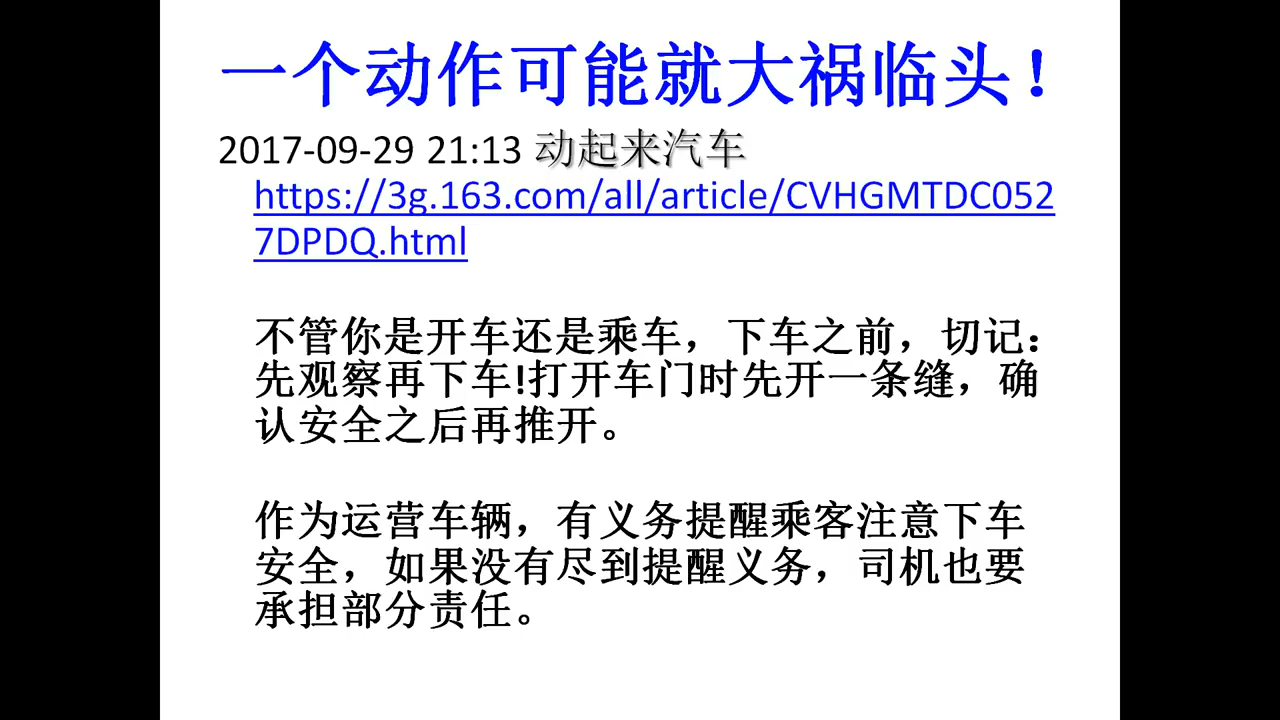 一个动作可能就大祸临头！
2017-09-29 21:13 动起来汽车
https://3g.163.com/all/article/CVHGMTDC052
7DPDQ.html
不管你是开车还是乘车，下车之前，切记：
先观察再下车!打开车门时先开一条缝，确
认安全之后再推开。
作为运营车辆，有义务提醒乘客注意下车
安全，如果没有尽到提醒义务，司机也要
承担部分责任。